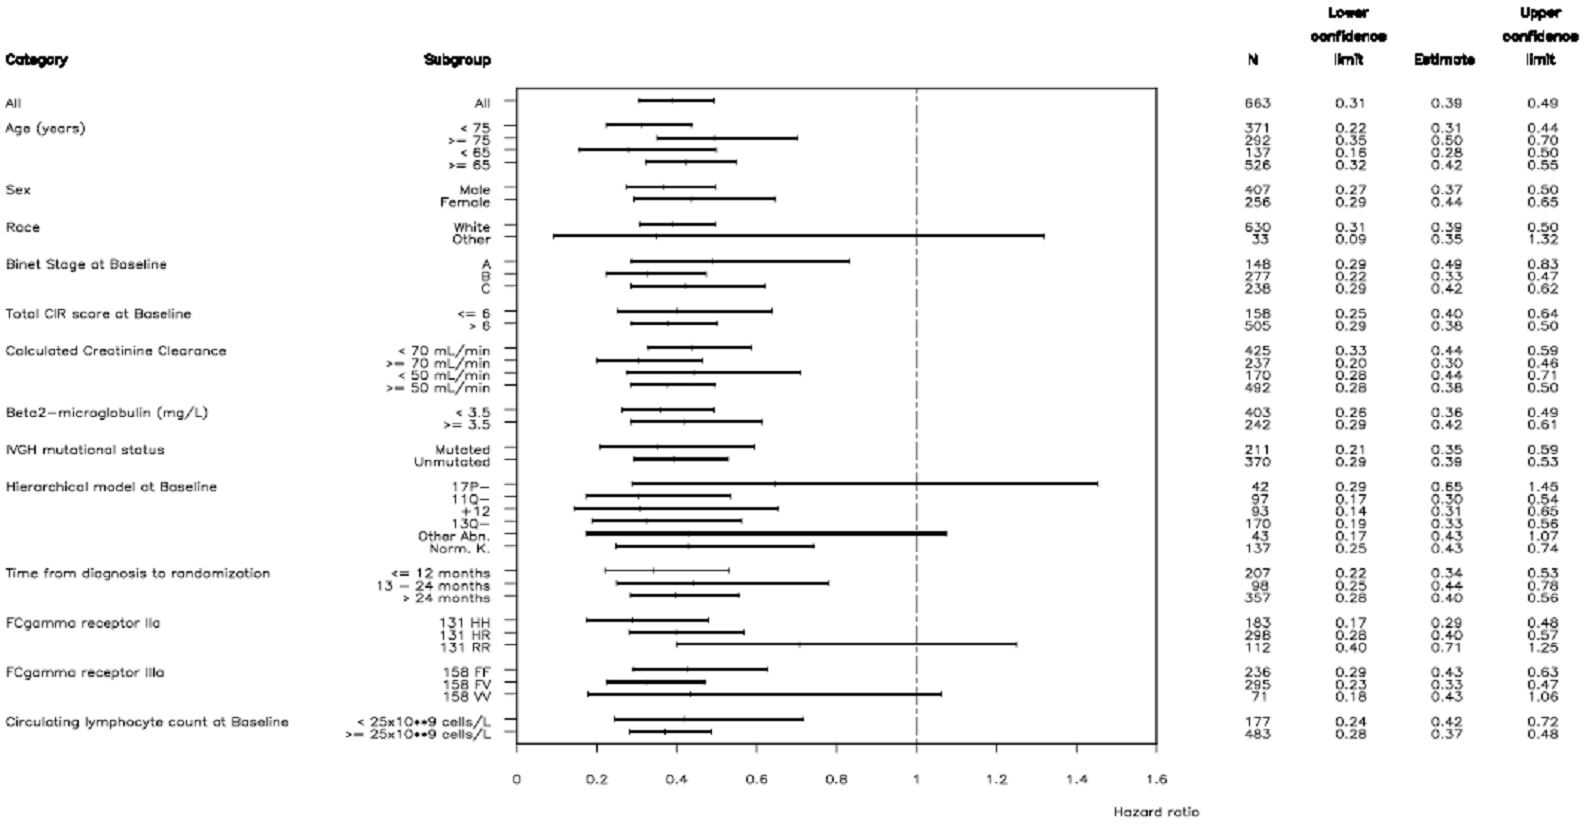 Lower confidence limit
Upper confidence limit
Category Subgroup N Estimate
All All 663 0.31 0.39 0.49
Age (years) < 75 371 0.22 0.31 0.44
>= 75 292 0.35 0.50 0.70
< 65 137 0.16 0.28 0.50
>= 65 526 0.32 0.42 0.55
Sex Male 407 0.27 0.37 0.50
Female 256 0.29 0.44 0.65
Race White 630 0.31 0.39 0.50
Other 33 0.09 0.35 1.32
Binet Stage at Baseline A 148 0.29 0.49 0.83
B 277 0.22 0.33 0.47
C 238 0.29 0.42 0.62
Total CIR score at Baseline <= 6 158 0.25 0.40 0.64
> 6 505 0.29 0.38 0.50
Calculated Creatinine Clearance < 70 mL/min 425 0.33 0.44 0.59
>= 70 mL/min 237 0.20 0.30 0.46
< 50 mL/min 170 0.28 0.44 0.71
>= 50 mL/min 492 0.28 0.38 0.50
Beta2-microglobulin (mg/L) < 3.5 403 0.26 0.36 0.49
>= 3.5 242 0.29 0.42 0.61
IVGH mutational status Mutated 211 0.21 0.35 0.59
Unmutated 370 0.29 0.39 0.53
Hierarchical model at Baseline 17P- 42 0.29 0.65 1.45
11Q- 97 0.17 0.30 0.54
+12 93 0.14 0.31 0.65
13Q- 170 0.19 0.33 0.56
Other Abn. 43 0.17 0.43 1.07
Norm. K. 137 0.25 0.43 0.74
Time from diagnosis to randomization <= 12 months 207 0.22 0.34 0.53
13 - 24 months 98 0.25 0.44 0.78
> 24 months 357 0.28 0.40 0.56
FCgamma receptor IIa 131 HH 183 0.17 0.29 0.48
131 HR 298 0.28 0.40 0.57
131 RR 112 0.40 0.71 1.25
FCgamma receptor IIIa 158 FF 236 0.29 0.43 0.63
158 FV 295 0.23 0.33 0.47
158 VV 71 0.18 0.43 1.06
Circulating lymphocyte count at Baseline < 25x10**9 cells/L 177 0.24 0.42 0.72
>= 25x10**9 cells/L 483 0.28 0.37 0.48
0 0.2 0.4 0.6 0.8 1 1.2 1.4 1.6
Hazard ratio